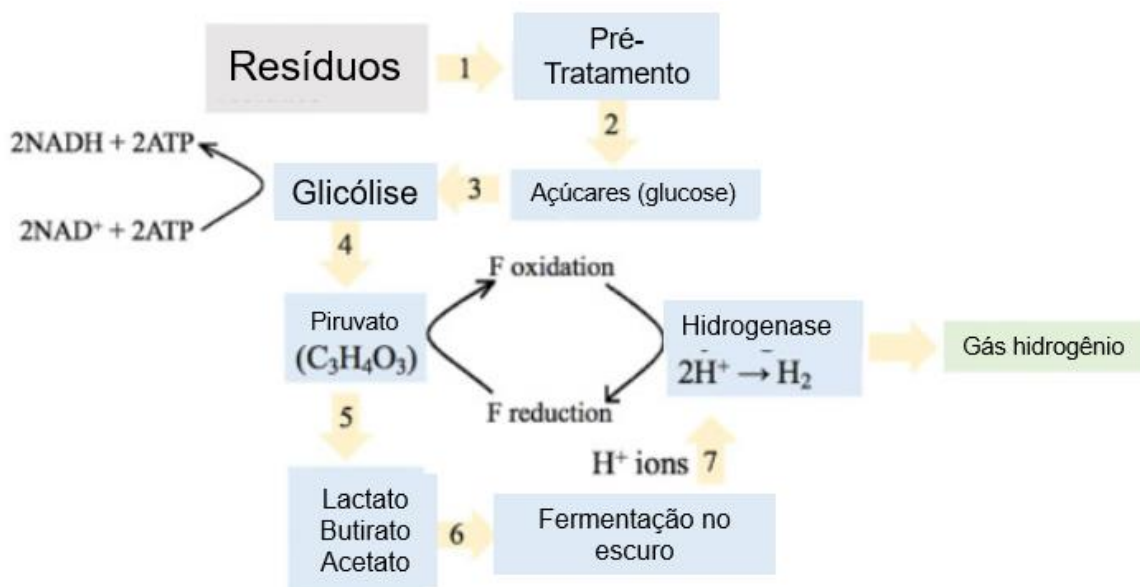 Resíduos
1
Pré-
Tratamento
2
2NADH + 2ATP
2NAD⁺ + 2ATP
Glicólise
3
Açúcares (glucose)
4
F oxidation
Piruvato
(C₃H₄O₃)
Hidrogenase
2H⁺ → H₂
Gás hidrogênio
F reduction
5
H⁺ ions
7
Lactato
Butirato
Acetato
6
Fermentação no
escuro